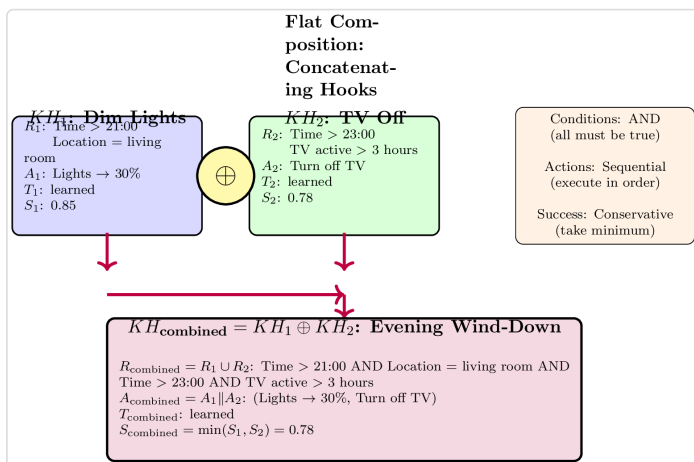 Flat Com-
position:
Concatenat-
ing Hooks
KH₁: Dim Lights
R₁: Time > 21:00
Location = living
room
A₁: Lights → 30%
T₁: learned
S₁: 0.85
⊕
KH₂: TV Off
R₂: Time > 23:00
TV active > 3 hours
A₂: Turn off TV
T₂: learned
S₂: 0.78
Conditions: AND
(all must be true)
Actions: Sequential
(execute in order)
Success: Conservative
(take minimum)
KH_combined = KH₁ ⊕ KH₂: Evening Wind-Down
R_combined = R₁ ∪ R₂: Time > 21:00 AND Location = living room AND
Time > 23:00 AND TV active > 3 hours
A_combined = A₁∥A₂: (Lights → 30%, Turn off TV)
T_combined: learned
S_combined = min(S₁, S₂) = 0.78